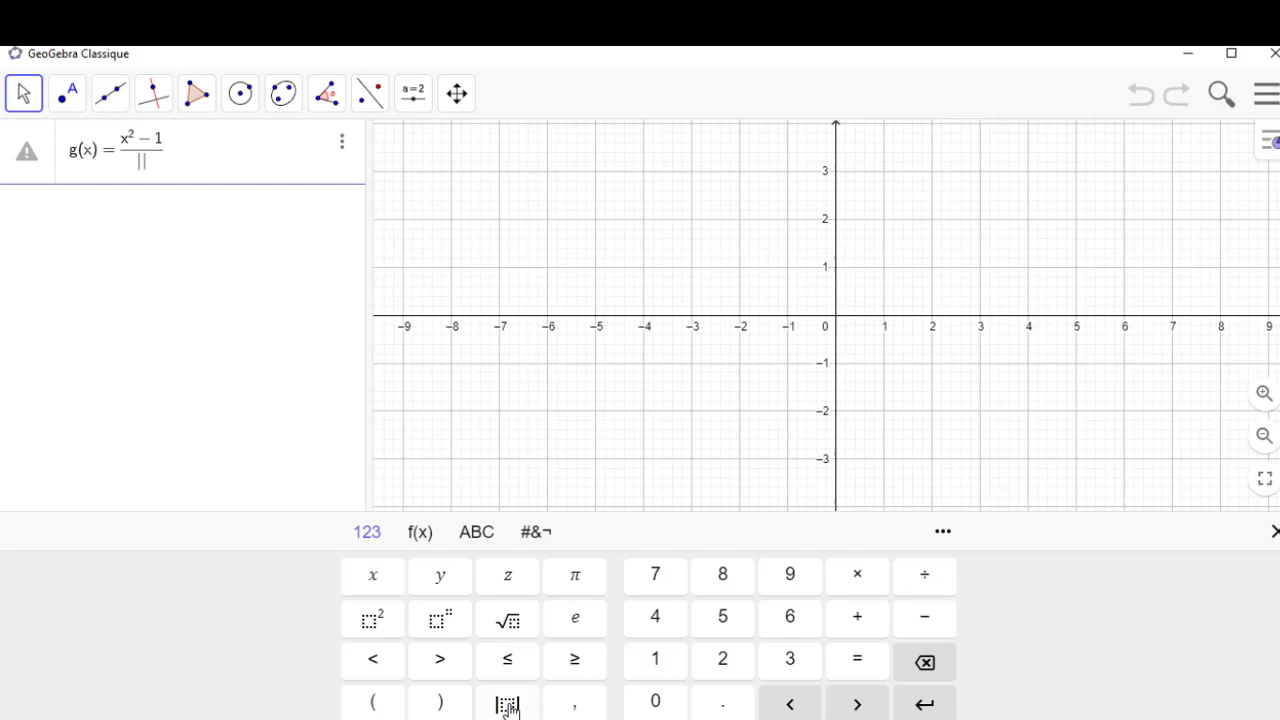 GeoGebra Classique
A
a=2
g(x) = (x² − 1)/(||)
3
2
1
−9 −8 −7 −6 −5 −4 −3 −2 −1 0 1 2 3 4 5 6 7 8 9
−1
−2
−3
123 f(x) ABC #&¬ •••
x y z π 7 8 9 × ÷
² √ e 4 5 6 + −
< > ≤ ≥ 1 2 3 =
( ) | | , 0 . < >